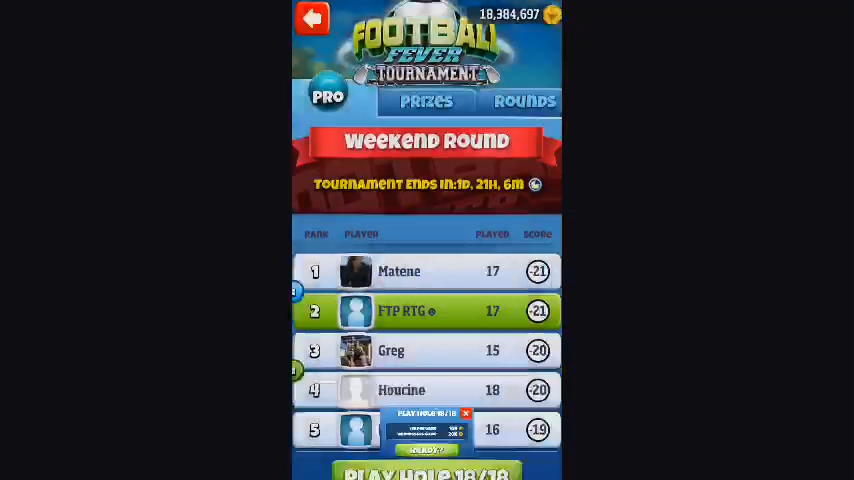 18,384,697
FOOTBALL
FEVER
TOURNAMENT
PRO
PRIZES
ROUNDS
WEEKEND ROUND
TOURNAMENT ENDS IN:1D, 21H, 6M
RANK PLAYER PLAYED SCORE
1 Matene 17 -21
2 FTP RTG 17 -21
3 Greg 15 -20
4 Houcine 18 -20
5 16 -19
PLAY HOLE 18/18
READY?
PLAY HOLE 18/18